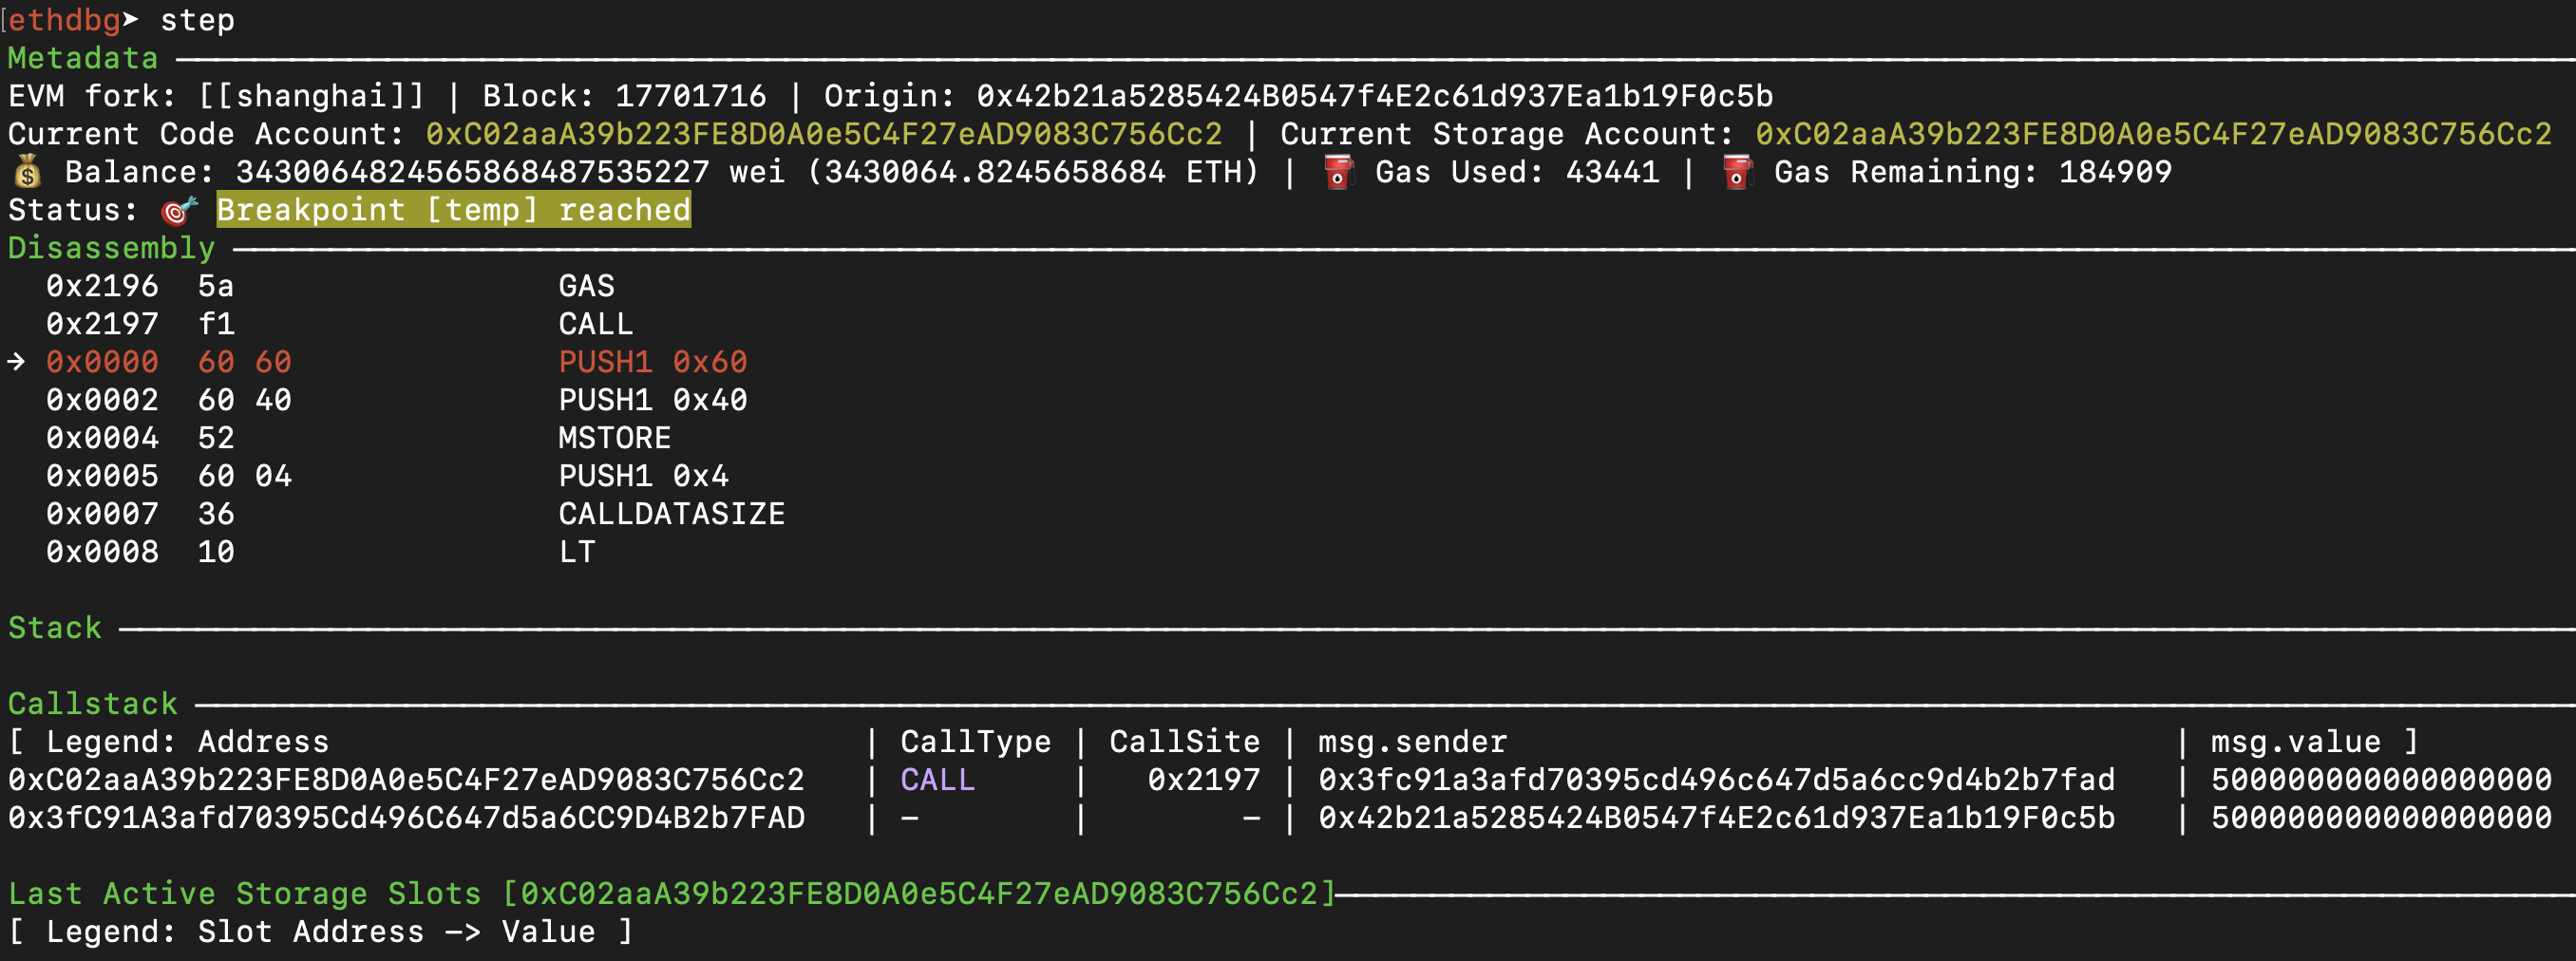 [ethdbg➤ step
Metadata
EVM fork: [[shanghai]] | Block: 17701716 | Origin: 0x42b21a5285424B0547f4E2c61d937Ea1b19F0c5b
Current Code Account: 0xC02aaA39b223FE8D0A0e5C4F27eAD9083C756Cc2 | Current Storage Account: 0xC02aaA39b223FE8D0A0e5C4F27eAD9083C756Cc2
💰 Balance: 3430064824565868487535227 wei (3430064.8245658684 ETH) | ⛽ Gas Used: 43441 | ⛽ Gas Remaining: 184909
Status: 🎯 Breakpoint [temp] reached
Disassembly
0x2196 5a GAS
0x2197 f1 CALL
→ 0x0000 60 60 PUSH1 0x60
0x0002 60 40 PUSH1 0x40
0x0004 52 MSTORE
0x0005 60 04 PUSH1 0x4
0x0007 36 CALLDATASIZE
0x0008 10 LT
Stack
Callstack
[ Legend: Address | CallType | CallSite | msg.sender | msg.value ]
0xC02aaA39b223FE8D0A0e5C4F27eAD9083C756Cc2 | CALL | 0x2197 | 0x3fc91a3afd70395cd496c647d5a6cc9d4b2b7fad | 500000000000000000
0x3fC91A3afd70395Cd496C647d5a6CC9D4B2b7FAD | - | - | 0x42b21a5285424B0547f4E2c61d937Ea1b19F0c5b | 500000000000000000
Last Active Storage Slots [0xC02aaA39b223FE8D0A0e5C4F27eAD9083C756Cc2]
[ Legend: Slot Address -> Value ]